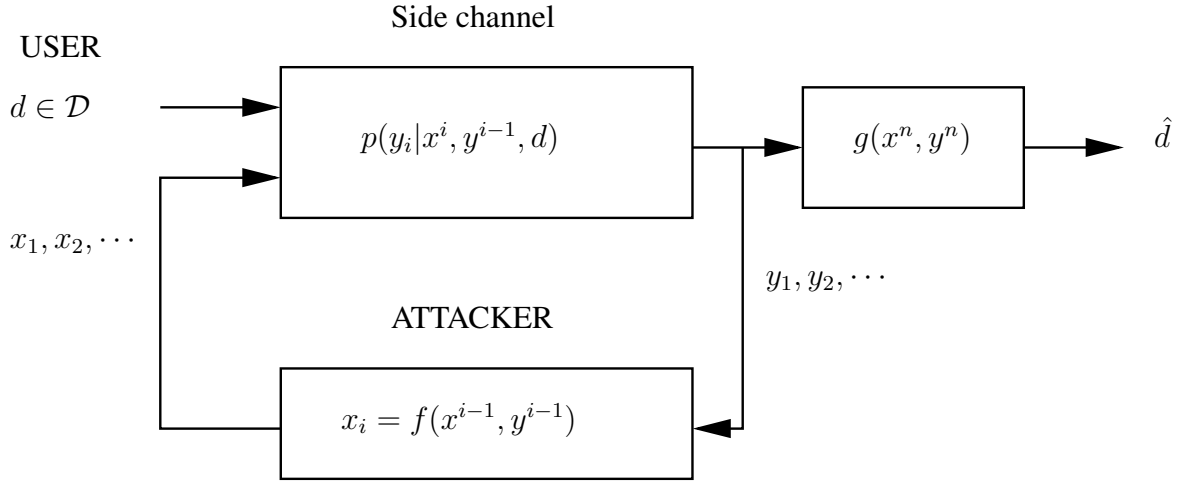 Side channel
USER
d ∈ 𝒟
p(y_i|x^i, y^{i−1}, d)
g(x^n, y^n)
d̂
x_1, x_2, ⋯
y_1, y_2, ⋯
ATTACKER
x_i = f(x^{i−1}, y^{i−1})